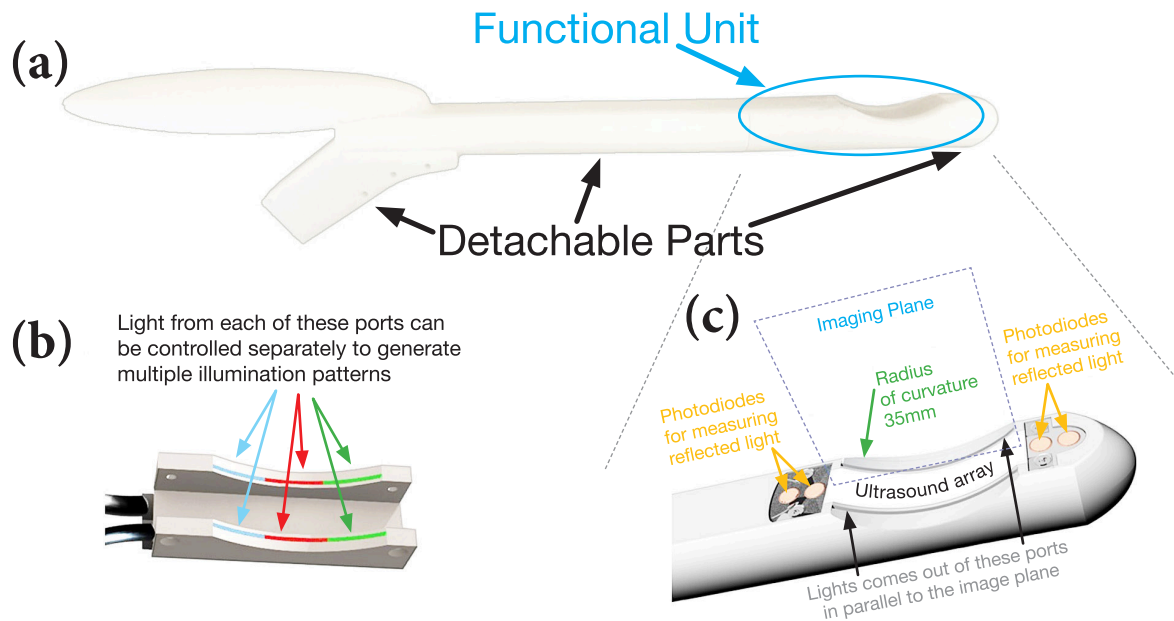 (a)
Functional Unit
Detachable Parts
(b)
Light from each of these ports can
be controlled separately to generate
multiple illumination patterns
(c)
Imaging Plane
Photodiodes
for measuring
reflected light
Radius
of curvature
35mm
Photodiodes
for measuring
reflected light
Ultrasound array
Lights comes out of these ports
in parallel to the image plane